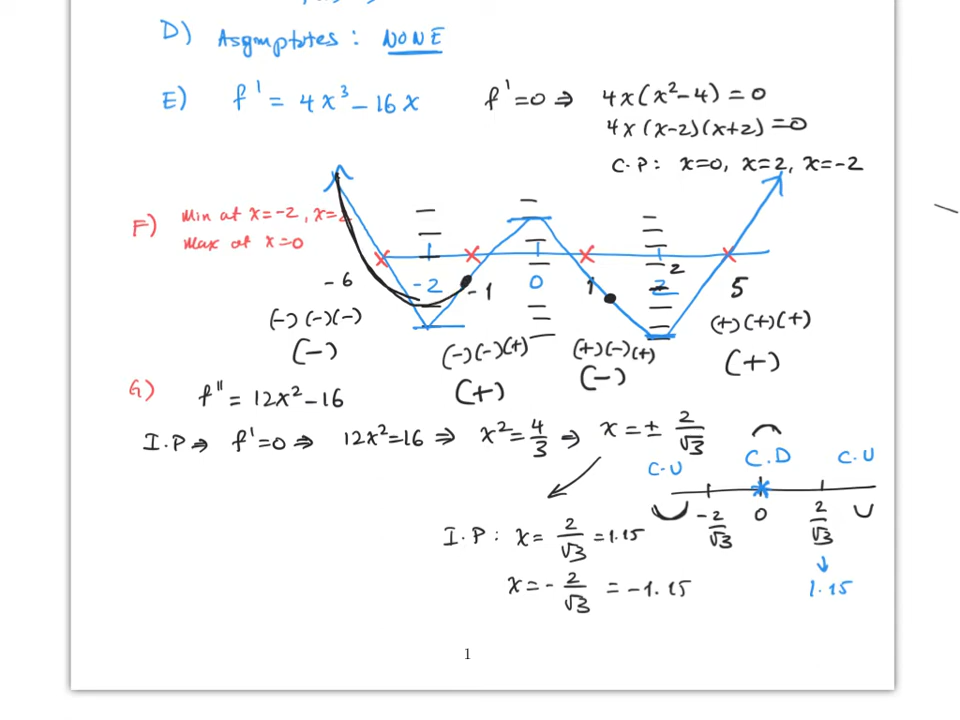 D) Asymptotes : NONE
E) f' = 4x³ - 16x f'=0 ⇒ 4x(x²-4)=0
4x(x-2)(x+2)=0
C.P: x=0, x=2, x=-2
F) Min at x=-2, x=2
Max at x=0
-6 -2 -1 0 1 2 2 5
(-)(-)(-) (-)(-)(+) (+)(-)(+) (+)(+)(+)
(-) (+) (-) (+)
G) f'' = 12x²-16
I.P ⇒ f'=0 ⇒ 12x²=16 ⇒ x²=4/3 ⇒ x=± 2/√3
C.U C.D C.U
-2/√3 0 2/√3
I.P: x= 2/√3 =1.15
x=- 2/√3 = -1.15 1.15
1